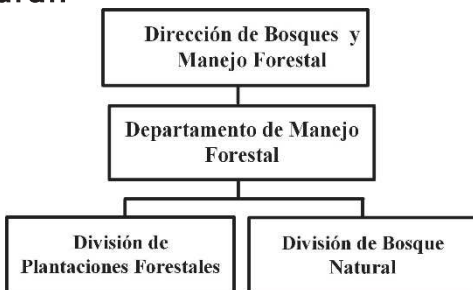 Dirección de Bosques y
Manejo Forestal
Departamento de Manejo
Forestal
División de
Plantaciones Forestales
División de Bosque
Natural